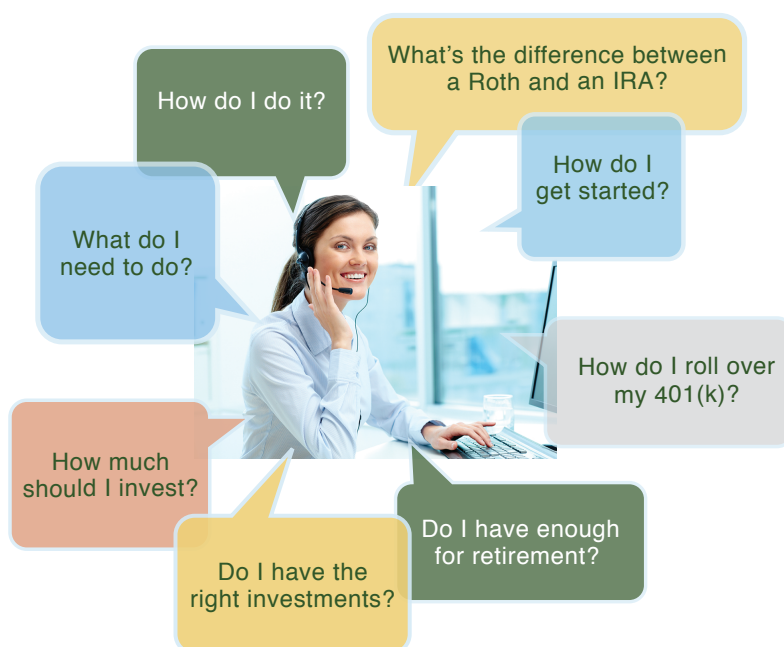 What's the difference between
a Roth and an IRA?
How do I do it?
How do I
get started?
What do I
need to do?
How do I roll over
my 401(k)?
How much
should I invest?
Do I have enough
for retirement?
Do I have the
right investments?